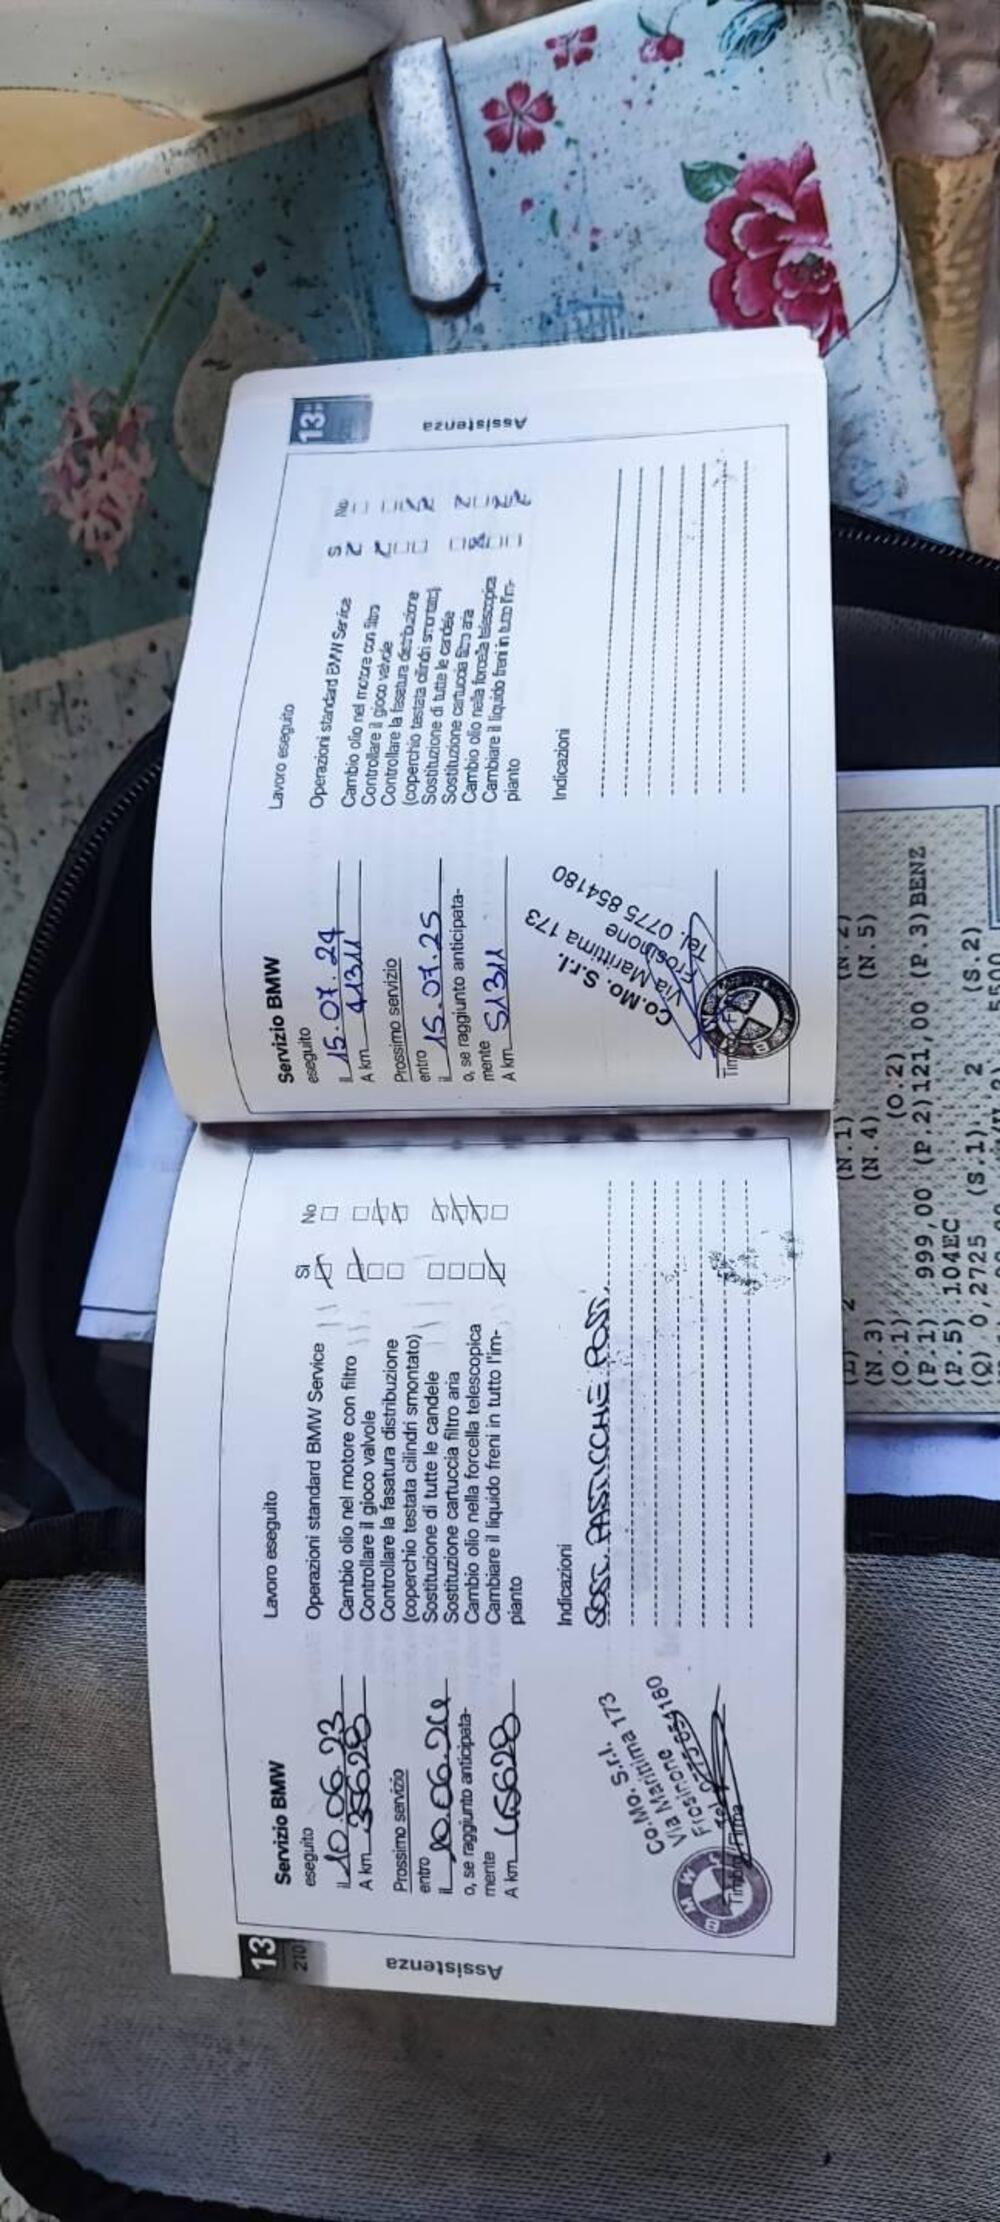 13
210
Assistenza
Servizio BMW
eseguito
il 10.06.23
A km 35628
Prossimo servizio
entro
il 10.06.24
o, se raggiunto anticipata-
mente
A km 45628
Co.Mo. S.r.l.
Via Marittima 173
Frosinone
BMW
Timbro/Firma
Lavoro eseguito
Sì No
Operazioni standard BMW Service
Cambio olio nel motore con filtro
Controllare il gioco valvole
Controllare la fasatura distribuzione
(coperchio testata cilindri smontato)
Sostituzione di tutte le candele
Sostituzione cartuccia filtro aria
Cambio olio nella forcella telescopica
Cambiare il liquido freni in tutto l'im-
pianto
Indicazioni
SOST. PASTICCHE POST.
13
Assistenza
Servizio BMW
eseguito
il 15.07.24
A km 41311
Prossimo servizio
entro
il 15.07.25
o, se raggiunto anticipata-
mente
A km 51311
Co.Mo. S.r.l.
Via Marittima 173
Frosinone
Tel. 0775 854180
Lavoro eseguito
Sì No
Operazioni standard BMW Service
Cambio olio nel motore con filtro
Controllare il gioco valvole
Controllare la fasatura distribuzione
(coperchio testata cilindri smontato)
Sostituzione di tutte le candele
Sostituzione cartuccia filtro aria
Cambio olio nella forcella telescopica
Cambiare il liquido freni in tutto l'im-
pianto
Indicazioni
(N.1) (N.2)
(N.3) (N.4) (N.5)
(O.1) (O.2)
(P.1) 999,00 (P.2)121,00 (P.3)BENZ
(P.5) 104EC
(Q) 0,2725 (S.1) 2 (S.2)
5500